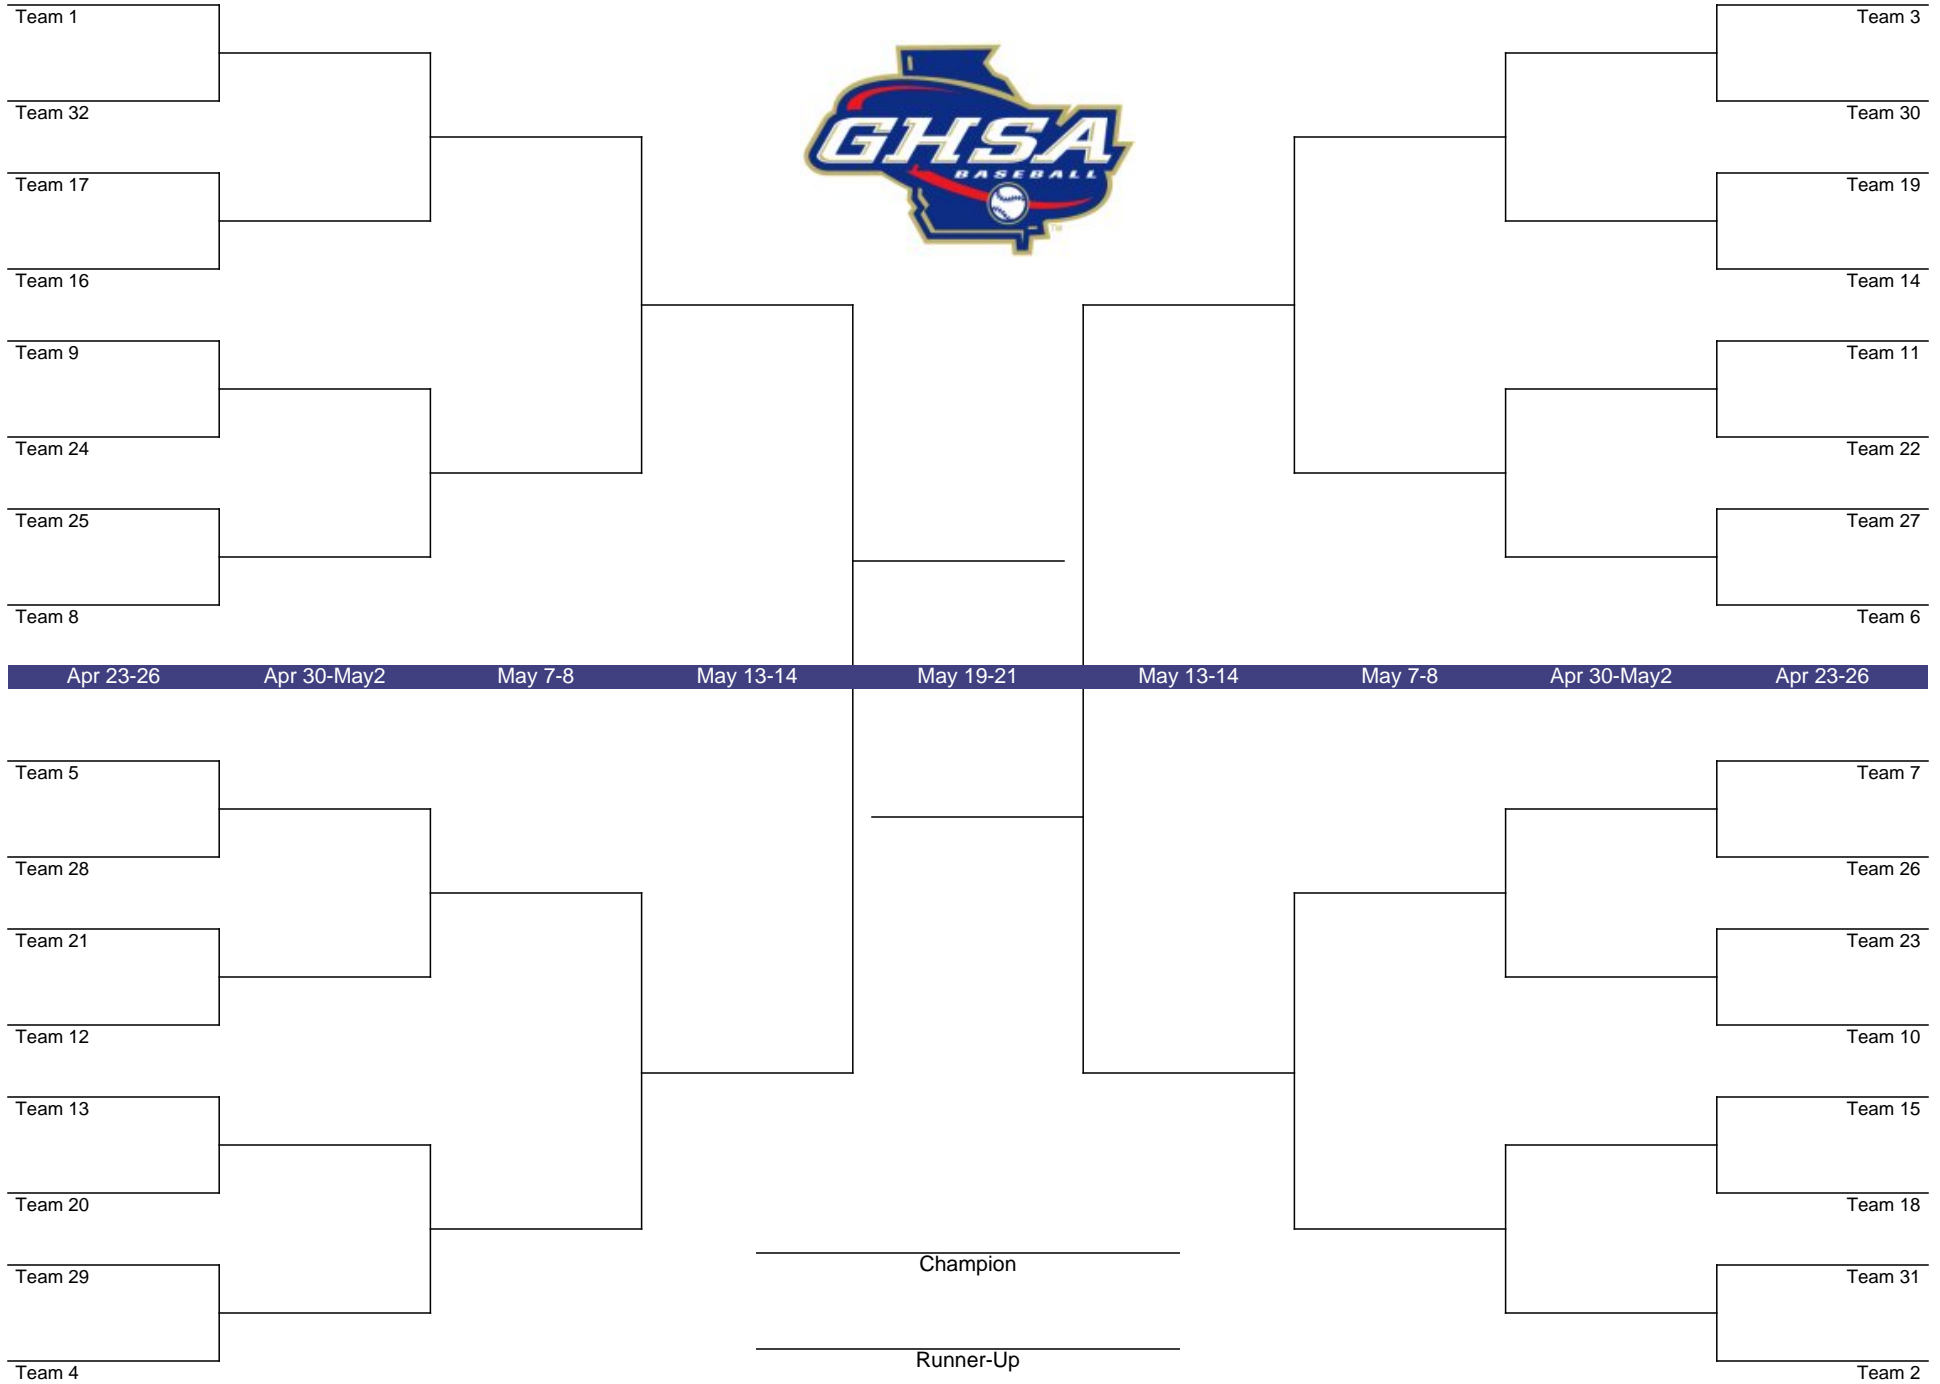 Team 1
Team 3
Team 32
Team 30
Team 17
Team 19
Team 16
Team 14
Team 9
Team 11
Team 24
Team 22
Team 25
Team 27
Team 8
Team 6
GHSA
BASEBALL
TM
Apr 23-26 Apr 30-May2 May 7-8 May 13-14 May 19-21 May 13-14 May 7-8 Apr 30-May2 Apr 23-26
Team 5
Team 7
Team 28
Team 26
Team 21
Team 23
Team 12
Team 10
Team 13
Team 15
Team 20
Team 18
Team 29
Team 31
Team 4
Team 2
Champion
Runner-Up